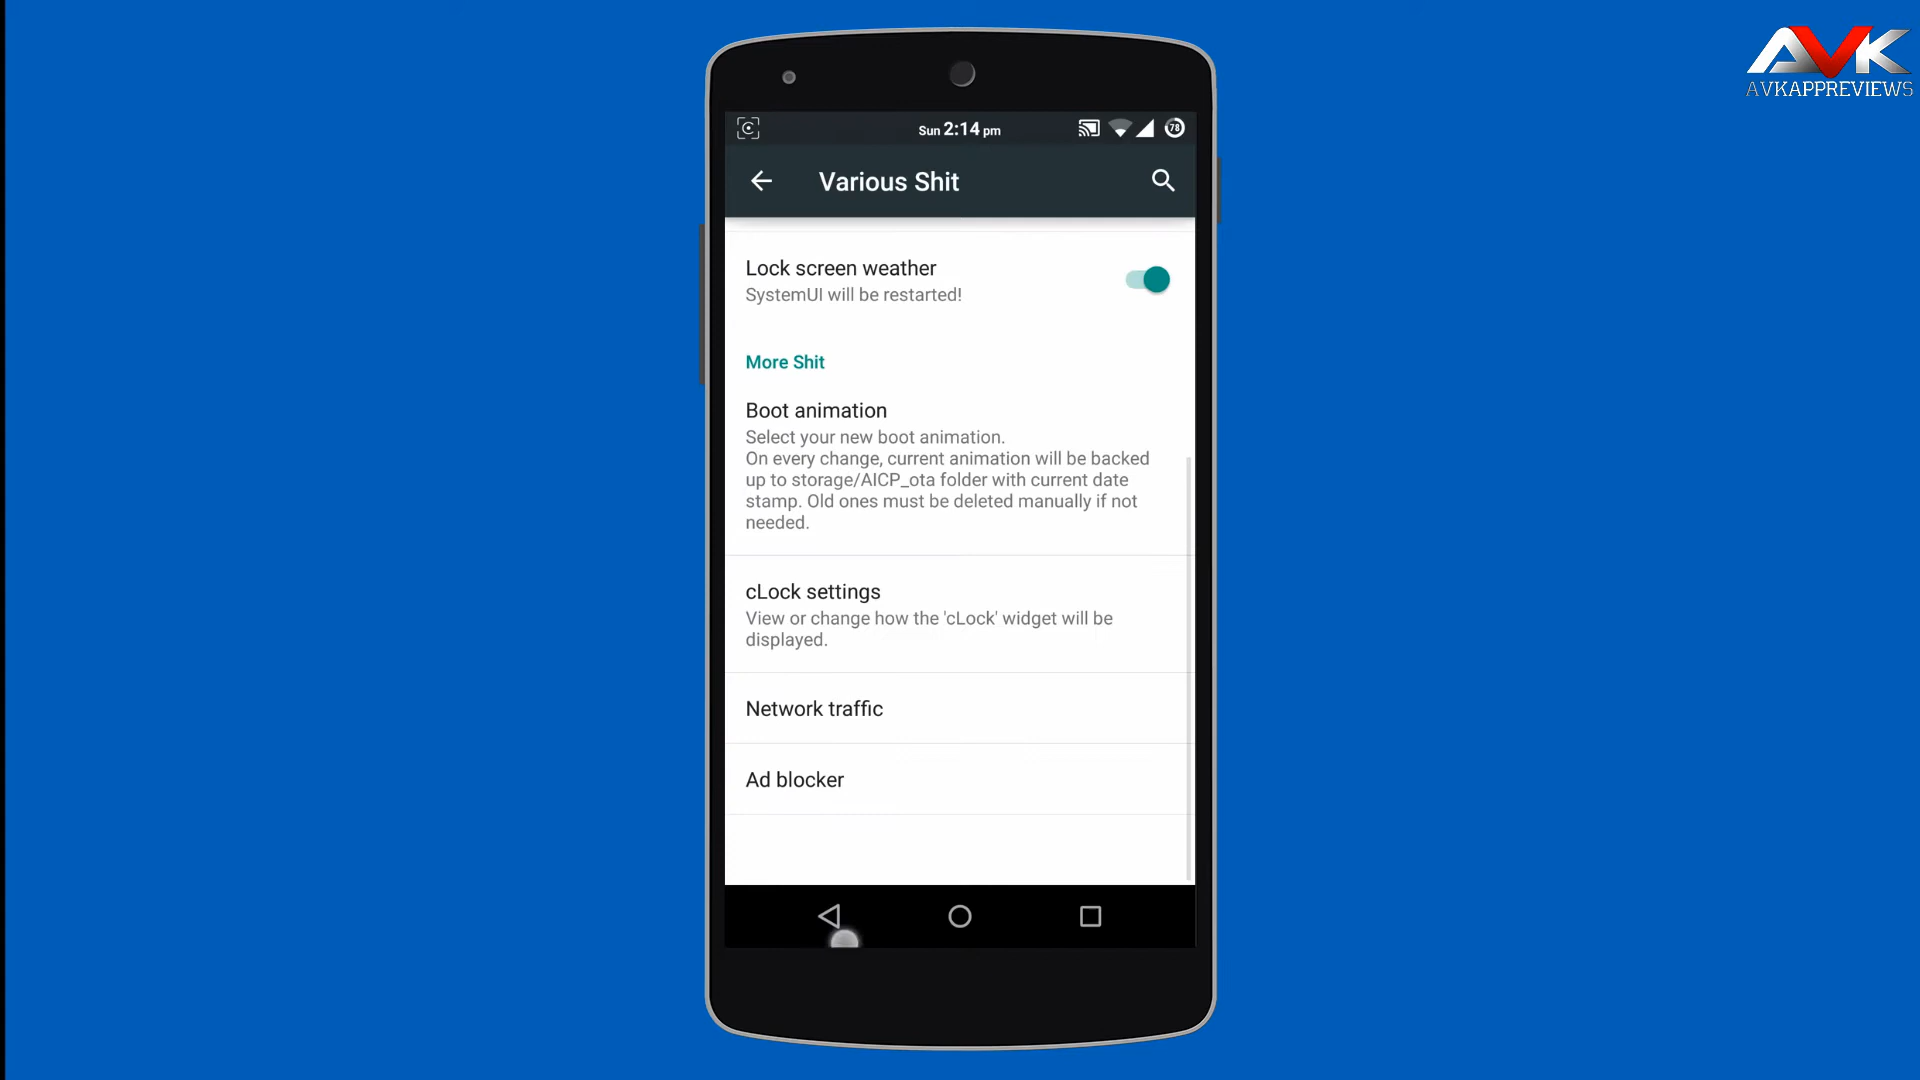 AVK
AVKAPPREVIEWS
Sun 2:14 pm
78
Various Shit
Lock screen weather
SystemUI will be restarted!
More Shit
Boot animation
Select your new boot animation.
On every change, current animation will be backed
up to storage/AICP_ota folder with current date
stamp. Old ones must be deleted manually if not
needed.
cLock settings
View or change how the 'cLock' widget will be
displayed.
Network traffic
Ad blocker